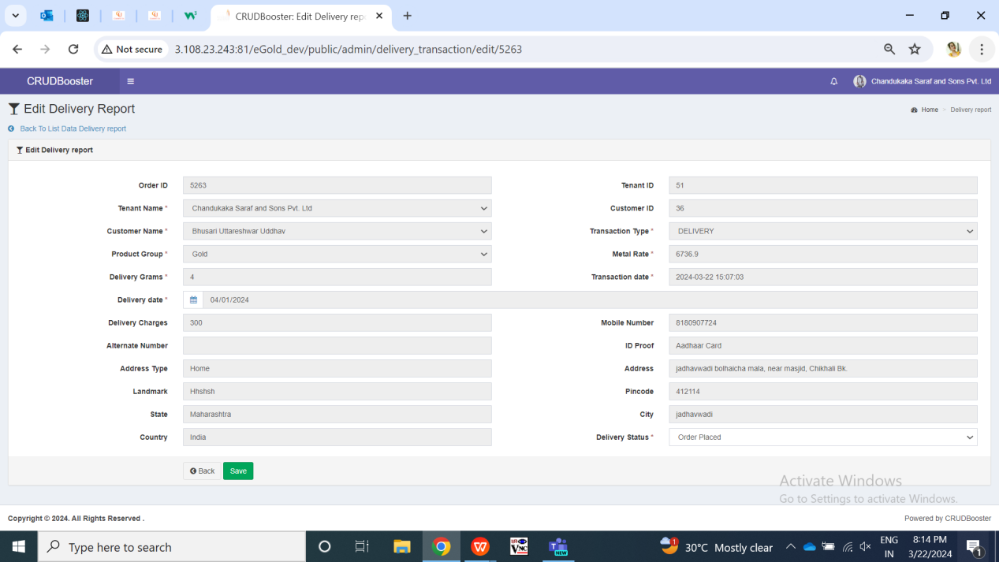 CRUDBooster: Edit Delivery rep
Not secure 3.108.23.243:81/eGold_dev/public/admin/delivery_transaction/edit/5263
CRUDBooster Chandukaka Saraf and Sons Pvt. Ltd
Edit Delivery Report Home > Delivery report
Back To List Data Delivery report
Edit Delivery report
Order ID 5263 Tenant ID 51
Tenant Name * Chandukaka Saraf and Sons Pvt. Ltd Customer ID 36
Customer Name * Bhusari Uttareshwar Uddhav Transaction Type * DELIVERY
Product Group * Gold Metal Rate * 6736.9
Delivery Grams * 4 Transaction date * 2024-03-22 15:07:03
Delivery date * 04/01/2024
Delivery Charges 300 Mobile Number 8180907724
Alternate Number ID Proof Aadhaar Card
Address Type Home Address jadhavwadi bolhaicha mala, near masjid, Chikhali Bk.
Landmark Hhshsh Pincode 412114
State Maharashtra City jadhavwadi
Country India Delivery Status * Order Placed
Back Save
Activate Windows
Go to Settings to activate Windows.
Copyright © 2024. All Rights Reserved . Powered by CRUDBooster
Type here to search 1 30°C Mostly clear ENG 8:14 PM
NEW IN 3/22/2024 1